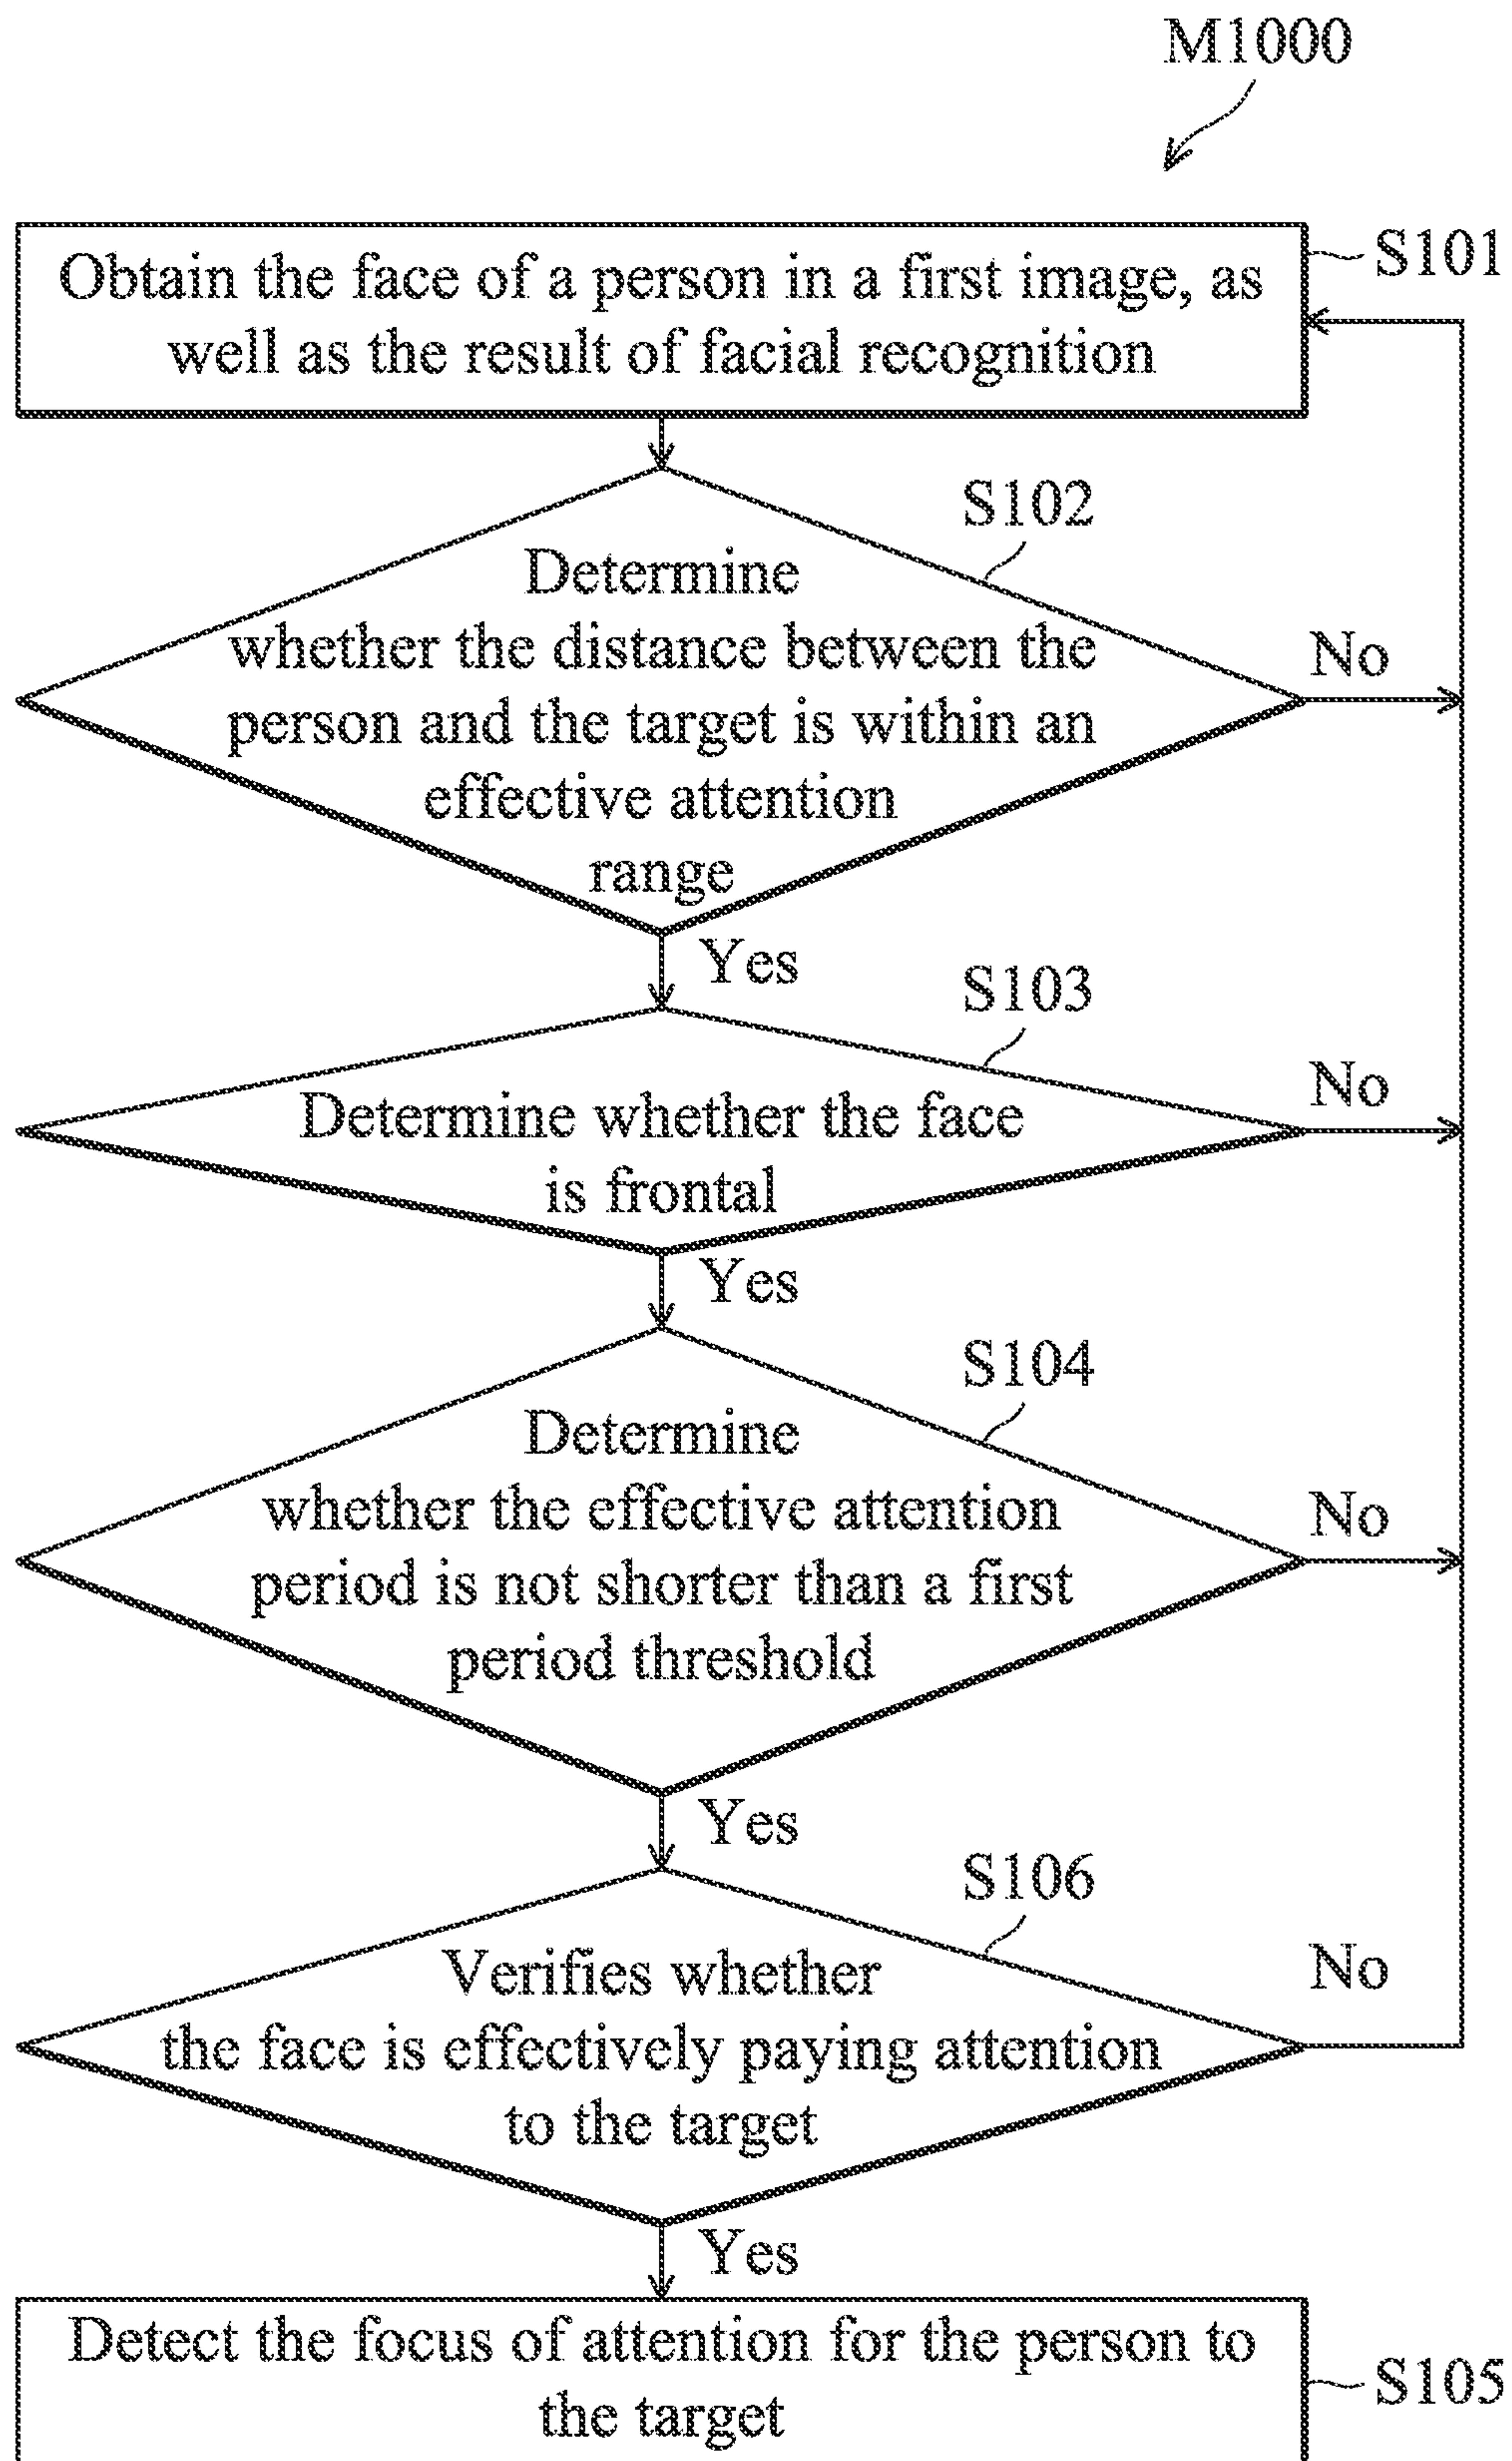 M1000
S101
Obtain the face of a person in a first image, as
well as the result of facial recognition
S102
Determine
whether the distance between the
person and the target is within an
effective attention
range
No
Yes
S103
Determine whether the face
is frontal
No
Yes
S104
Determine
whether the effective attention
period is not shorter than a first
period threshold
No
Yes
S106
Verifies whether
the face is effectively paying attention
to the target
No
Yes
Detect the focus of attention for the person to
the target
S105